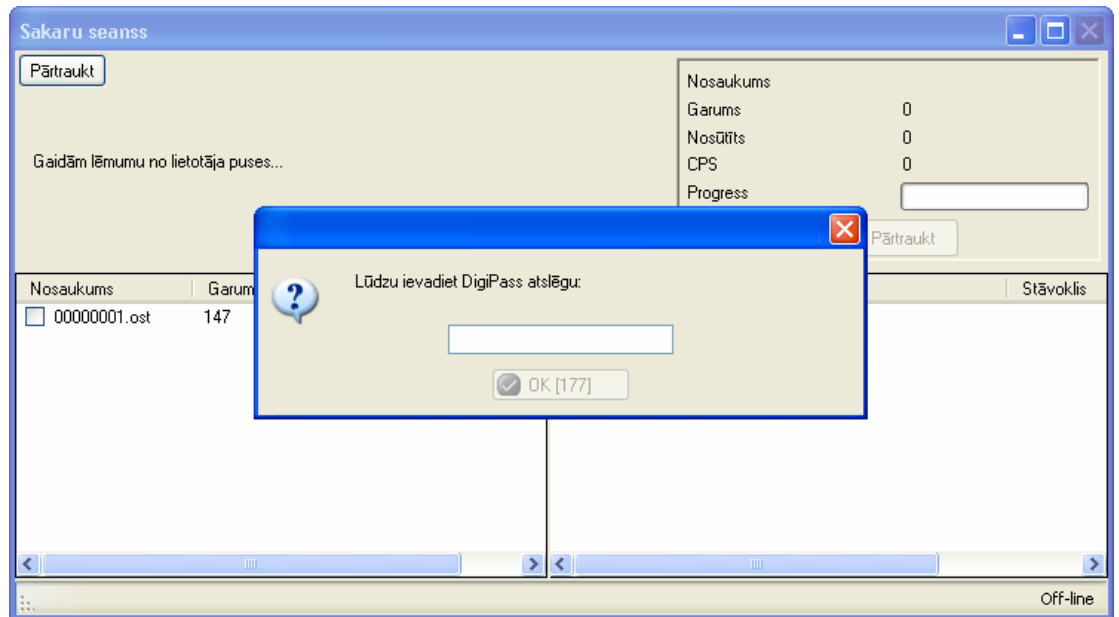 Sakaru seanss
Pārtraukt
Gaidām lēmumu no lietotāja puses...
Nosaukums
Garums 0
Nosūtīts 0
CPS 0
Progress
Pārtraukt
Lūdzu ievadiet DigiPass atslēgu:
OK [177]
Nosaukums Garum Stāvoklis
00000001.ost 147
Off-line